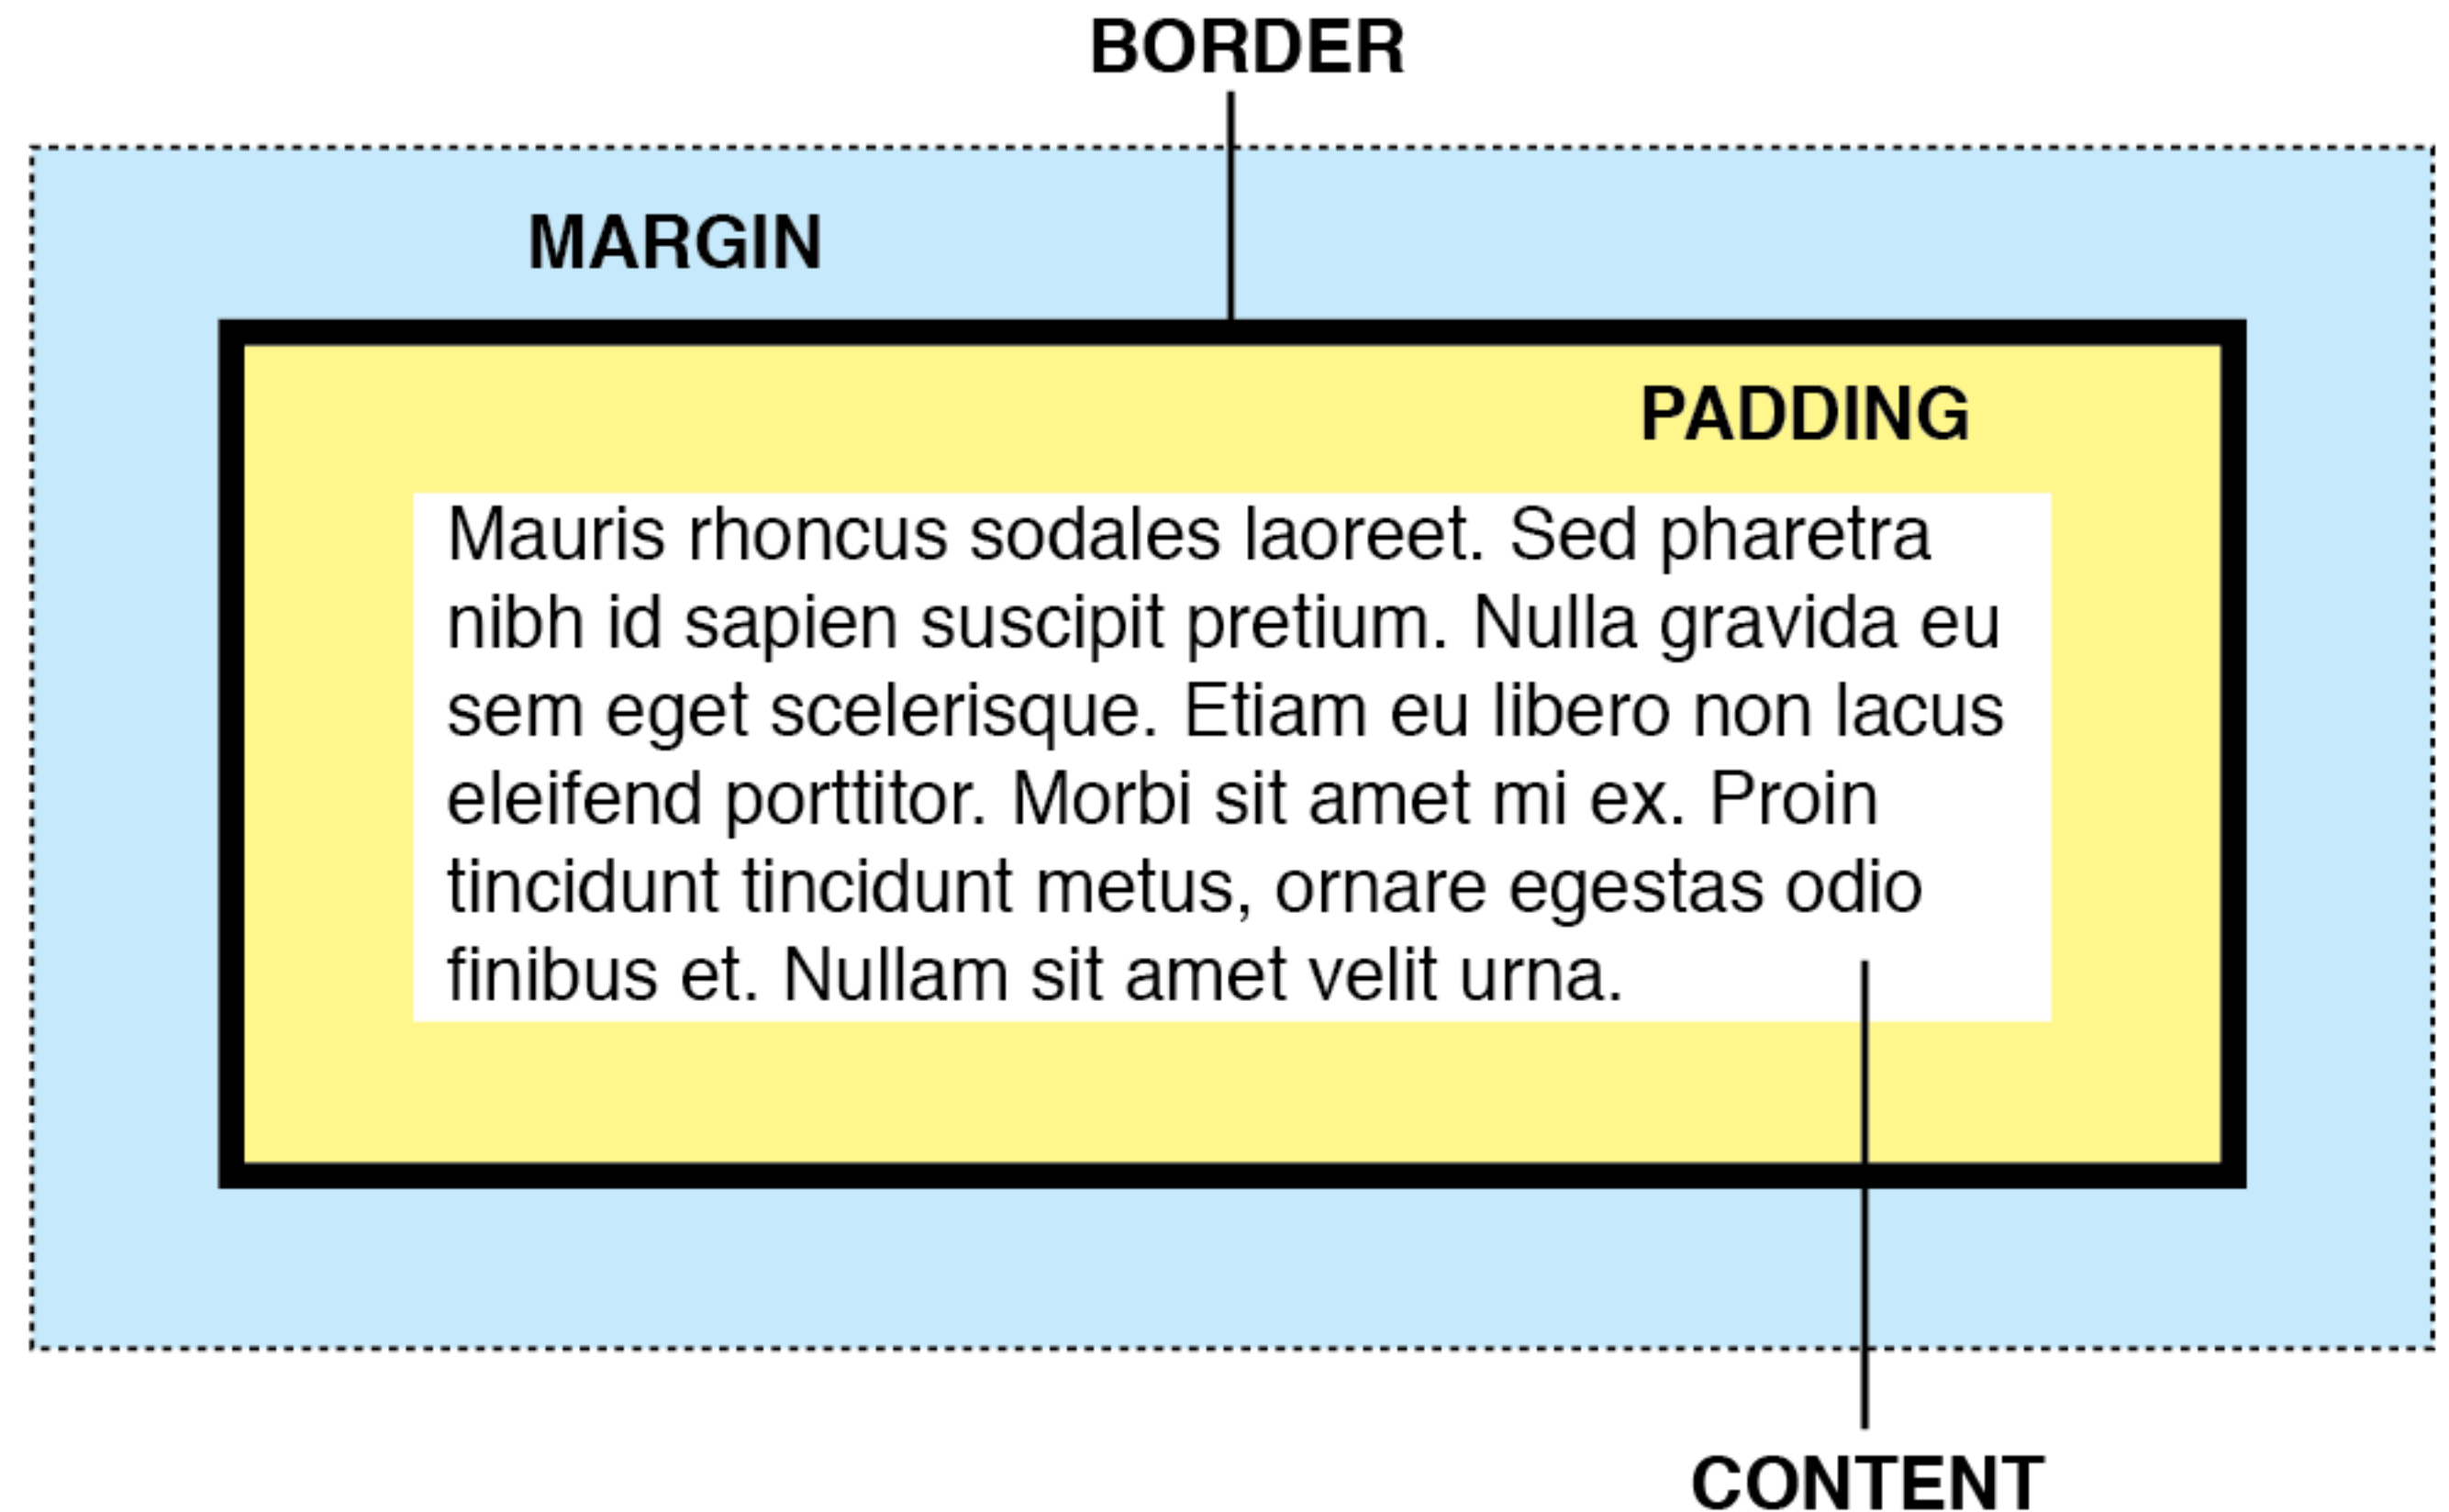 BORDER
MARGIN
PADDING
Mauris rhoncus sodales laoreet. Sed pharetra
nibh id sapien suscipit pretium. Nulla gravida eu
sem eget scelerisque. Etiam eu libero non lacus
eleifend porttitor. Morbi sit amet mi ex. Proin
tincidunt tincidunt metus, ornare egestas odio
finibus et. Nullam sit amet velit urna.
CONTENT